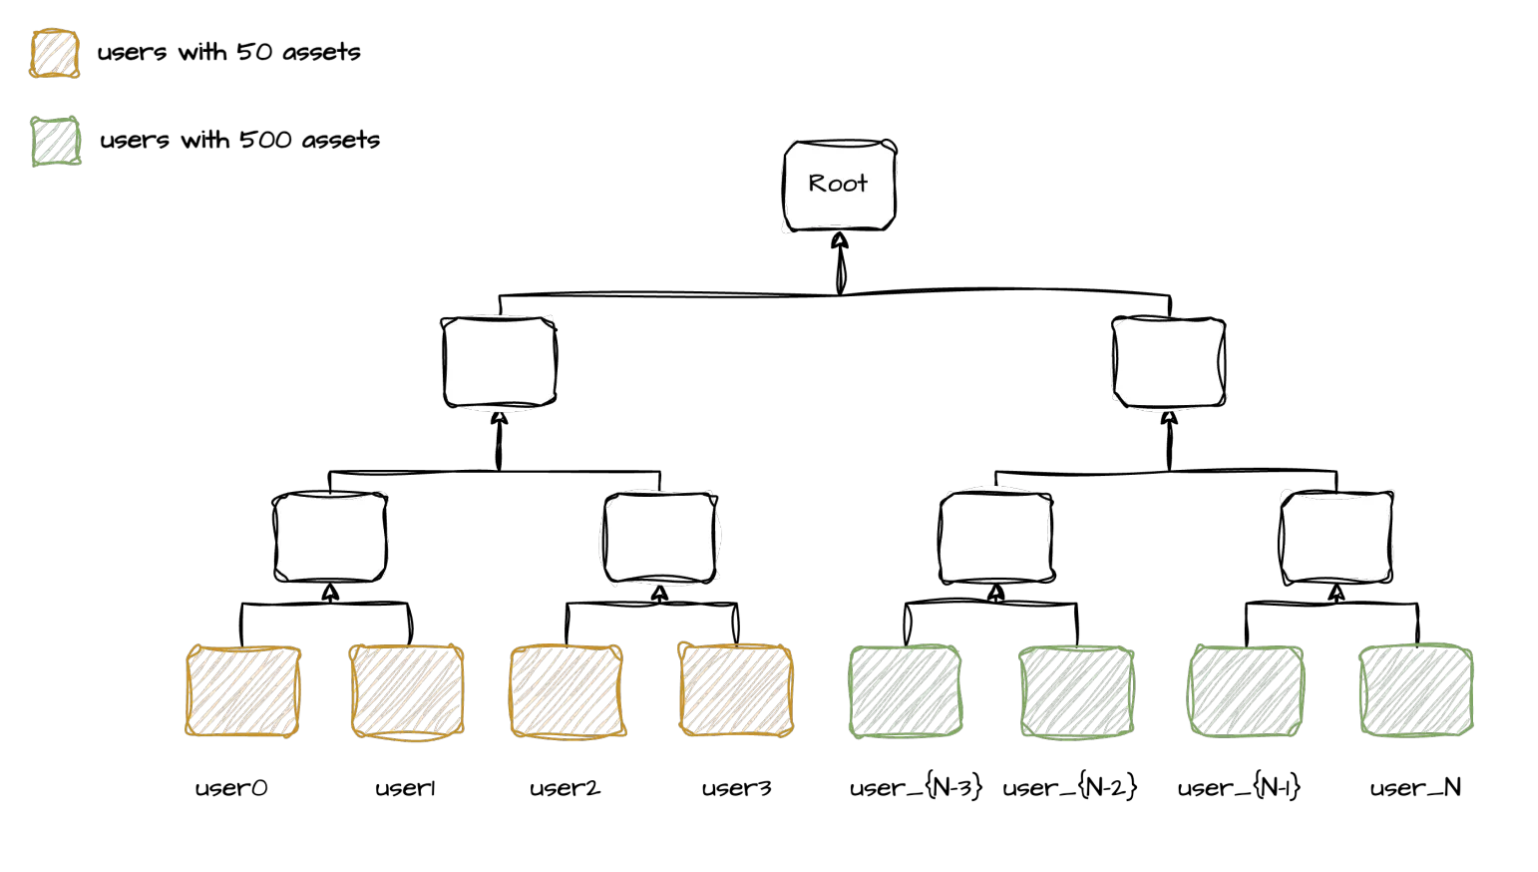 users with 50 assets
users with 500 assets
Root
user0
user1
user2
user3
user_{N-3}
user_{N-2}
user_{N-1}
user_N